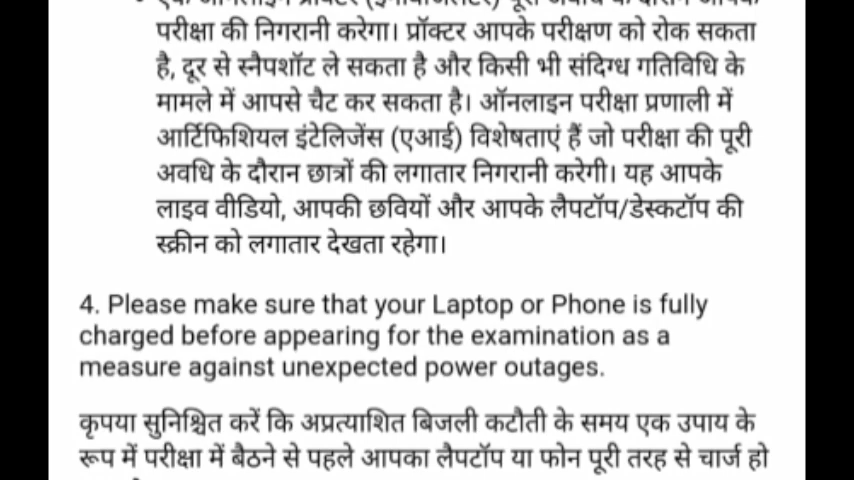 परीक्षा की निगरानी करेगा। प्रॉक्टर आपके परीक्षण को रोक सकता
है, दूर से स्नैपशॉट ले सकता है और किसी भी संदिग्ध गतिविधि के
मामले में आपसे चैट कर सकता है। ऑनलाइन परीक्षा प्रणाली में
आर्टिफिशियल इंटेलिजेंस (एआई) विशेषताएं हैं जो परीक्षा की पूरी
अवधि के दौरान छात्रों की लगातार निगरानी करेगी। यह आपके
लाइव वीडियो, आपकी छवियों और आपके लैपटॉप/डेस्कटॉप की
स्क्रीन को लगातार देखता रहेगा।
4. Please make sure that your Laptop or Phone is fully
charged before appearing for the examination as a
measure against unexpected power outages.
कृपया सुनिश्चित करें कि अप्रत्याशित बिजली कटौती के समय एक उपाय के
रूप में परीक्षा में बैठने से पहले आपका लैपटॉप या फोन पूरी तरह से चार्ज हो